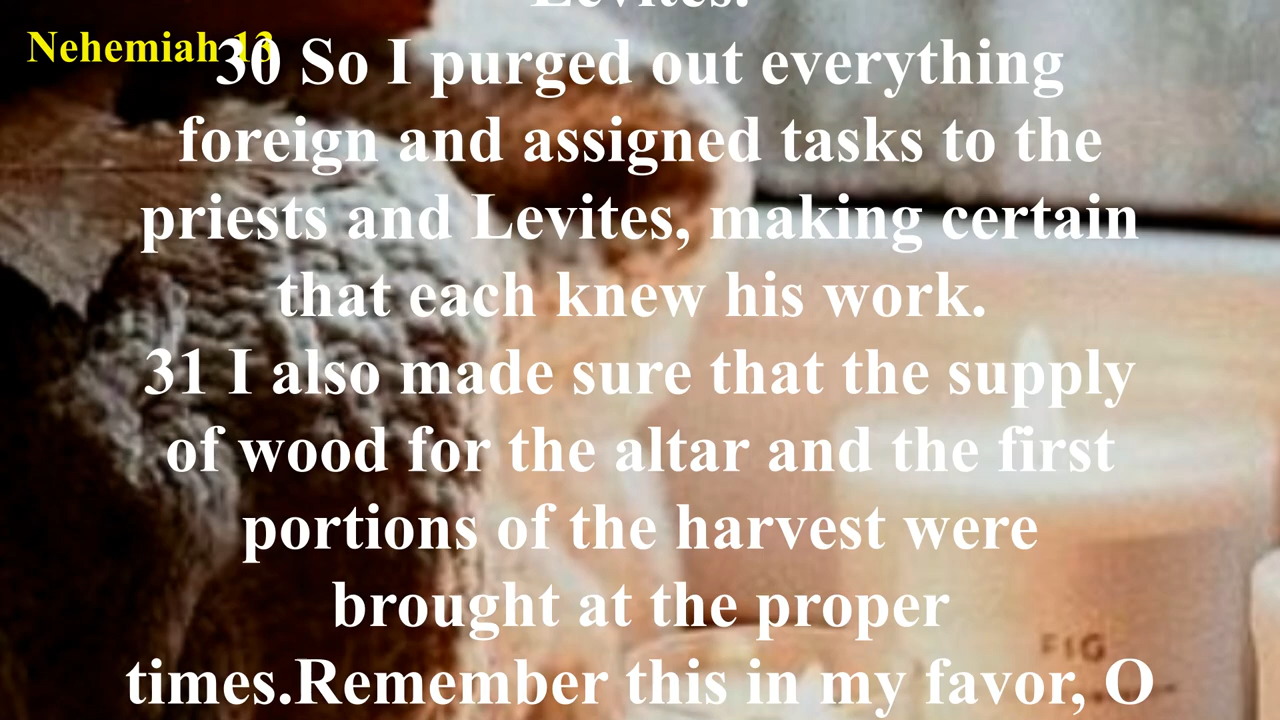 Levites.
Nehemiah 13
30 So I purged out everything
foreign and assigned tasks to the
priests and Levites, making certain
that each knew his work.
31 I also made sure that the supply
of wood for the altar and the first
portions of the harvest were
brought at the proper
times.Remember this in my favor, O
FIG